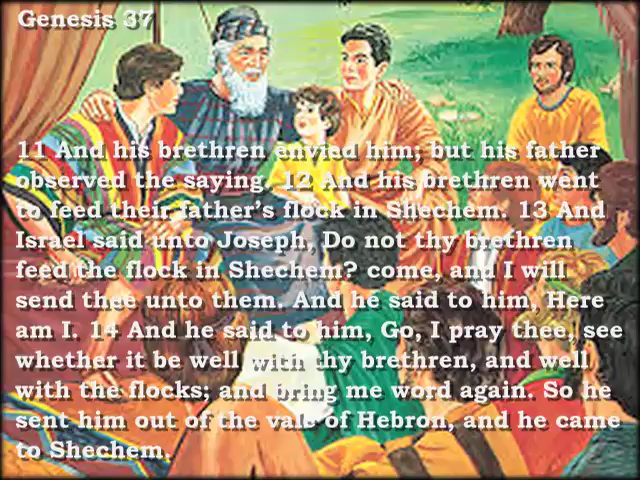 Genesis 37
11 And his brethren envied him; but his father
observed the saying. 12 And his brethren went
to feed their father's flock in Shechem. 13 And
Israel said unto Joseph, Do not thy brethren
feed the flock in Shechem? come, and I will
send thee unto them. And he said to him, Here
am I. 14 And he said to him, Go, I pray thee, see
whether it be well with thy brethren, and well
with the flocks; and bring me word again. So he
sent him out of the vale of Hebron, and he came
to Shechem.